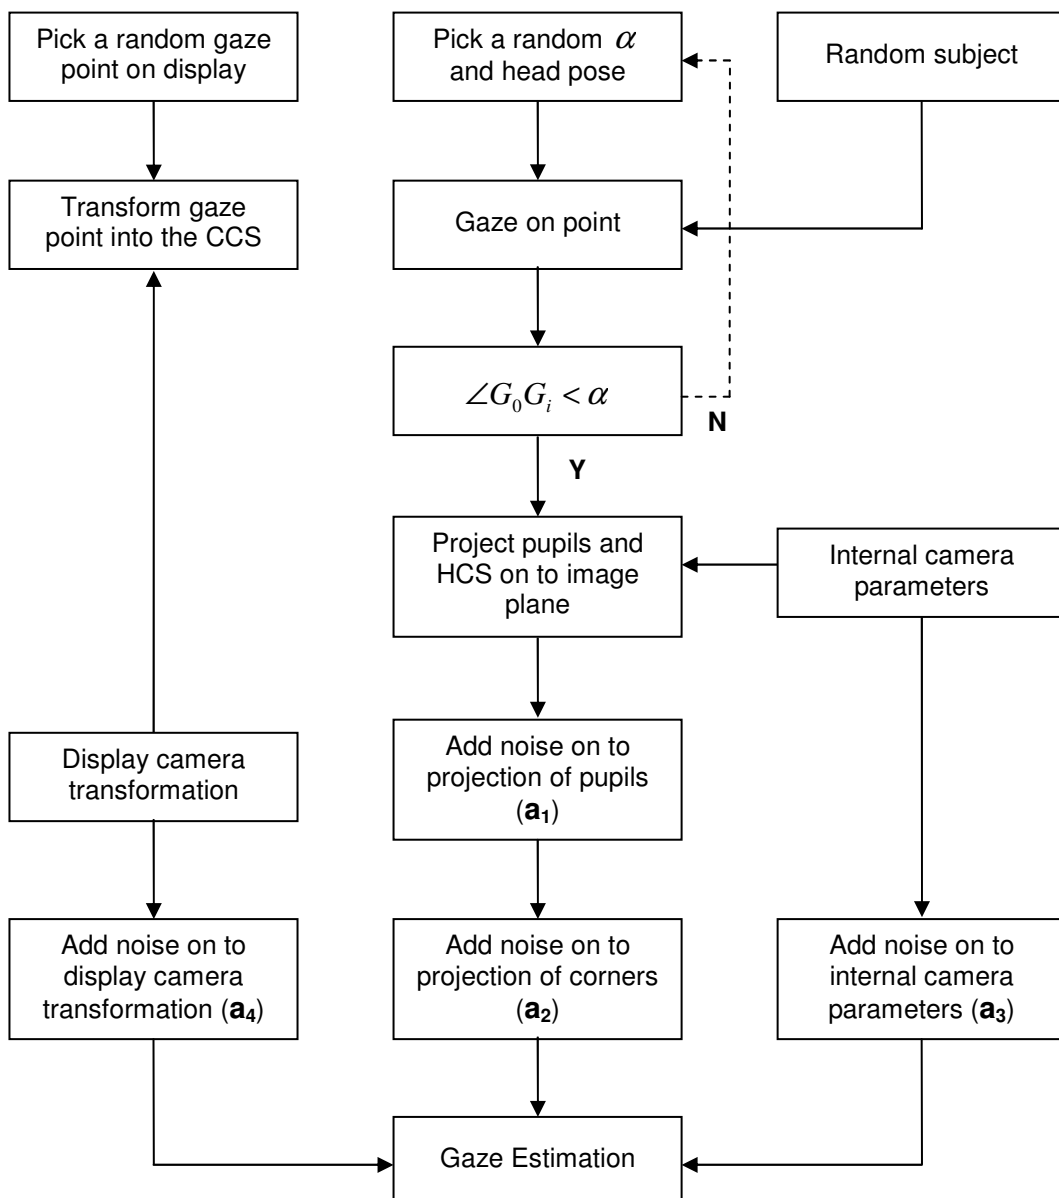 Pick a random gaze
point on display
Pick a random α
and head pose
Random subject
Transform gaze
point into the CCS
Gaze on point
∠G₀Gᵢ < α
N
Y
Project pupils and
HCS on to image
plane
Internal camera
parameters
Display camera
transformation
Add noise on to
projection of pupils
(a₁)
Add noise on to
display camera
transformation (a₄)
Add noise on to
projection of corners
(a₂)
Add noise on to
internal camera
parameters (a₃)
Gaze Estimation